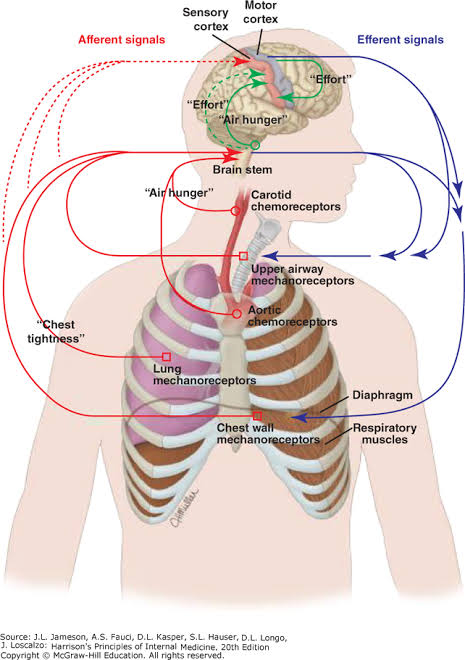 Sensory
cortex
Motor
cortex
Afferent signals
Efferent signals
“Effort”
“Effort”
“Air hunger”
Brain stem
“Air hunger”
Carotid
chemoreceptors
Upper airway
mechanoreceptors
Aortic
chemoreceptors
“Chest
tightness”
Lung
mechanoreceptors
Diaphragm
Chest wall
mechanoreceptors
Respiratory
muscles
Source: J.L. Jameson, A.S. Fauci, D.L. Kasper, S.L. Hauser, D.L. Longo,
J. Loscalzo: Harrison's Principles of Internal Medicine, 20th Edition
Copyright © McGraw-Hill Education. All rights reserved.